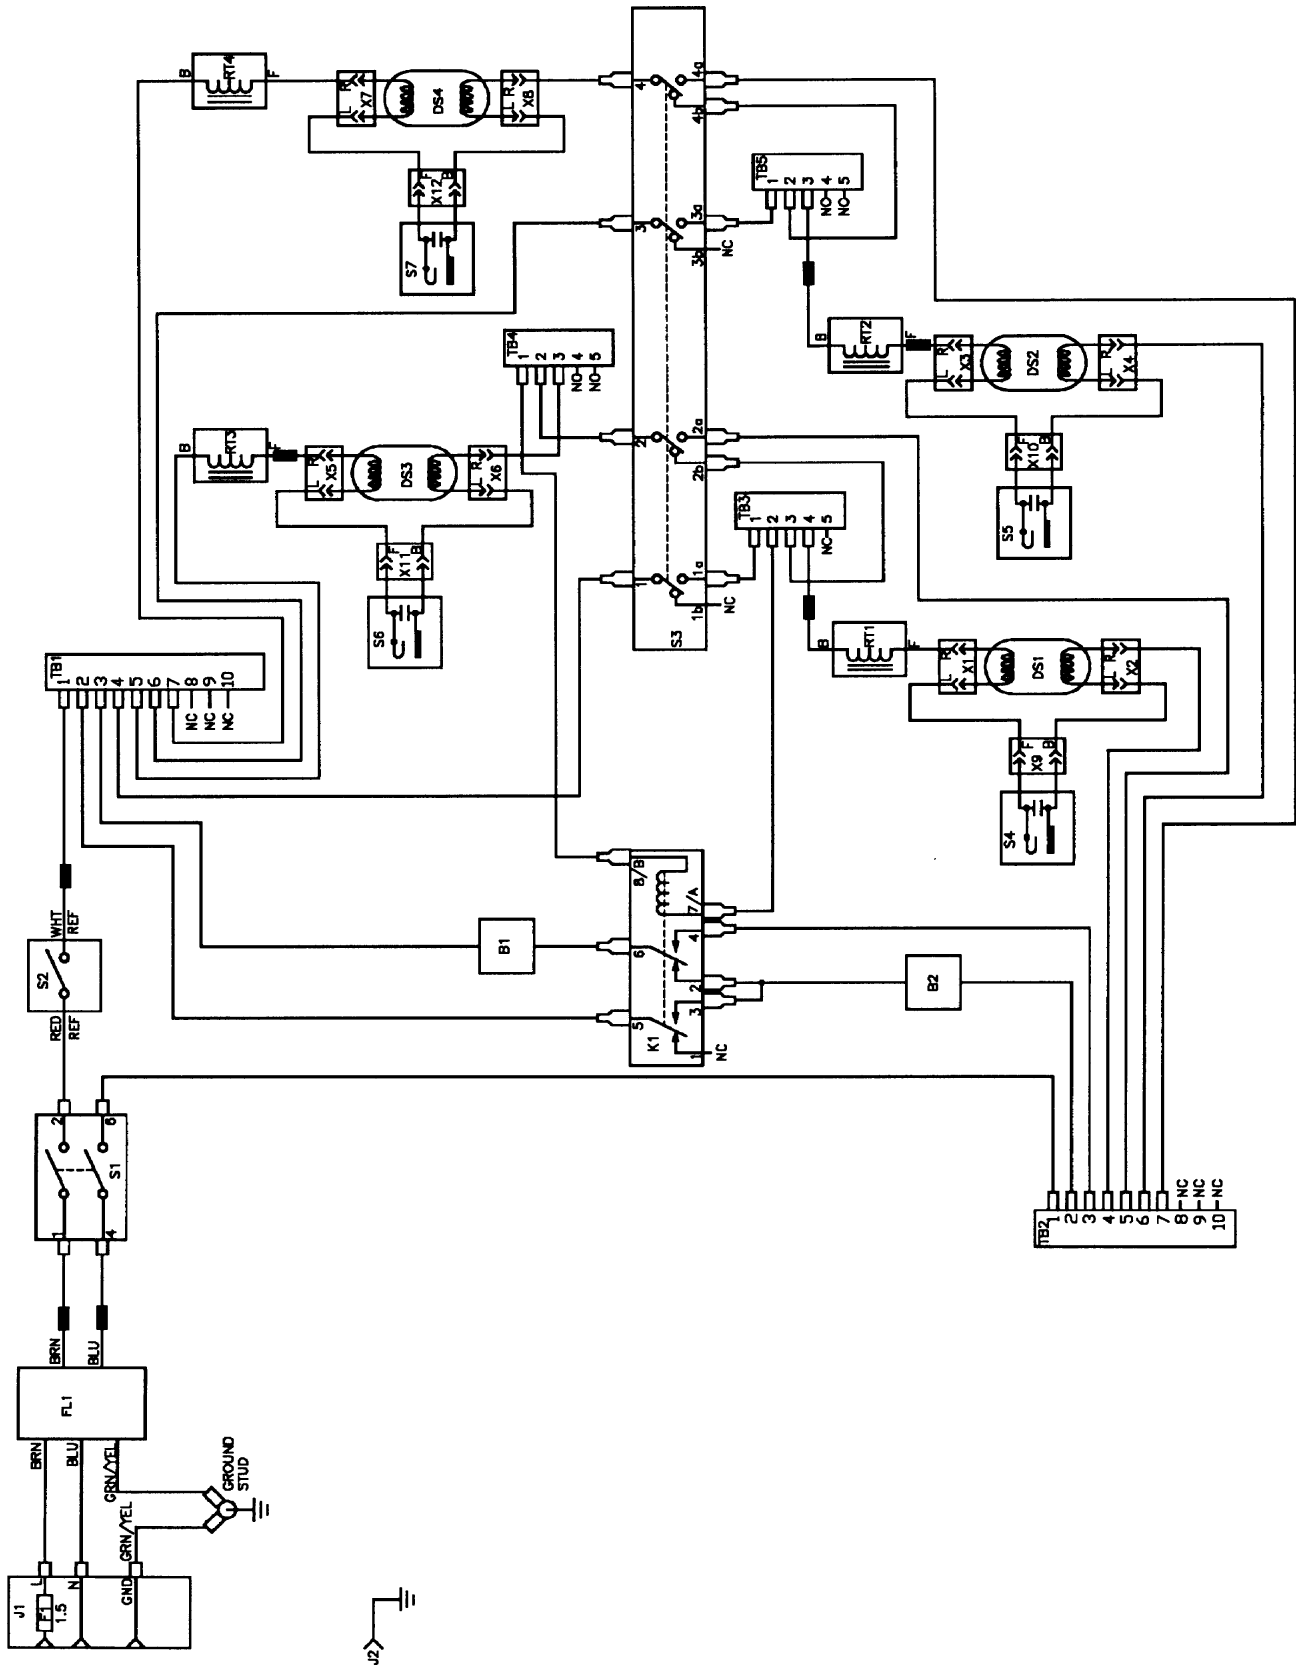 J1
F1
1.5
L
N
GND
BRN
BLU
GRN/YEL
GRN/YEL
GROUND
STUD
J2
FL1
BRN
BLU
1
4
S1
2
6
RED
REF
S2
WHT
REF
TB1
1
2
3
4
5
6
7
8
9
10
NC
NC
NC
B
RT4
F
X7
L
R
DS4
X8
L
R
X12
F
B
S7
B
RT3
F
X5
L
R
DS3
X6
L
R
X11
F
B
S6
TB4
1
2
3
4
5
NO
NO
S3
1
1a
1b
NC
2
2a
2b
3
3a
3b
NC
4
4a
4b
TB5
1
2
3
4
5
NO
NO
B
RT2
F
X3
L
R
DS2
X4
L
R
X10
F
B
S5
TB3
1
2
3
4
5
NC
B
RT1
F
X1
L
R
DS1
X2
L
R
X9
F
B
S4
K1
8/B
7/A
6
4
2
3
5
1
NC
B1
B2
TB2
1
2
3
4
5
6
7
8
9
10
NC
NC
NC